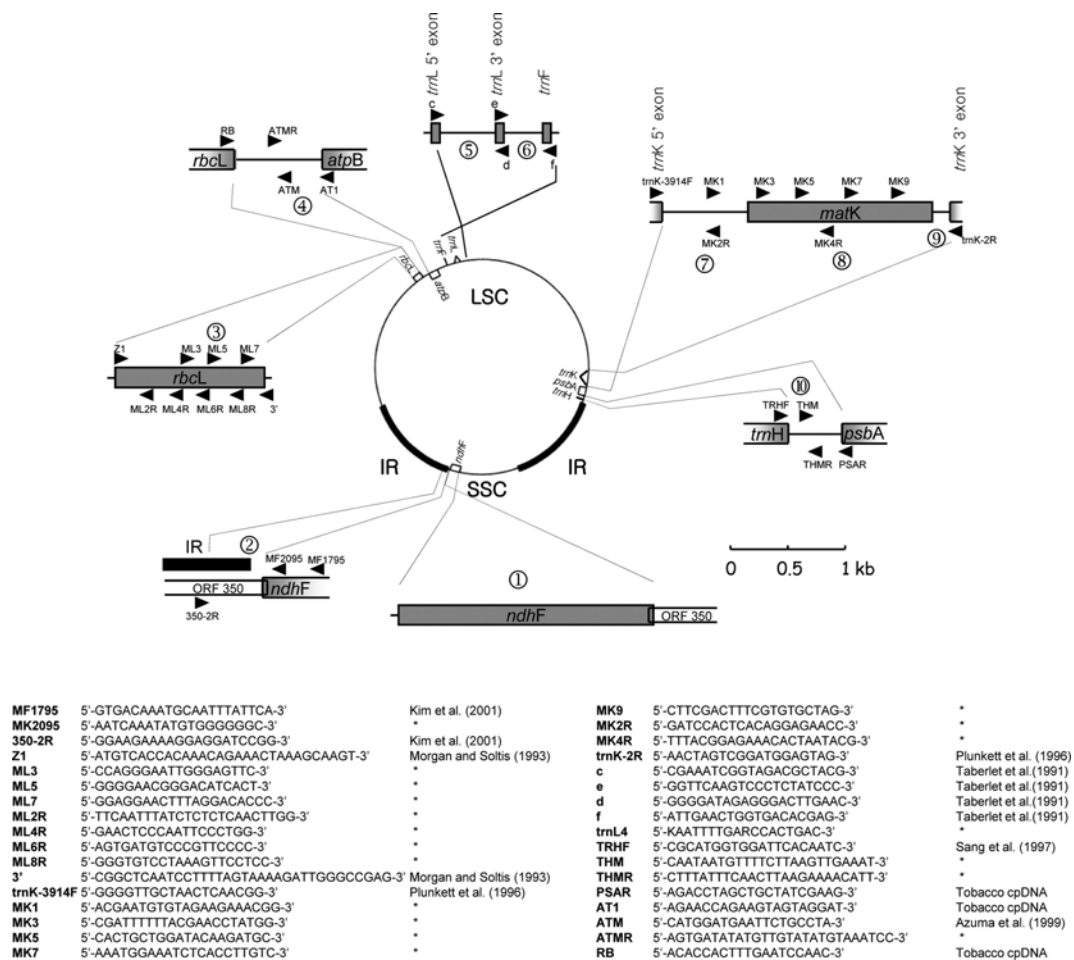 trnL 5' exon
trnL 3' exon
trnF
c
e
d
f
⑤
⑥
RB
ATMR
rbcL
atpB
ATM
AT1
④
trnK 5' exon
trnK 3' exon
trnK-3914F
MK1
MK3
MK5
MK7
MK9
matK
MK2R
MK4R
trnK-2R
⑦
⑧
⑨
trnF
trnL
rbcL
atpB
LSC
③
Z1
ML3
ML5
ML7
rbcL
ML2R
ML4R
ML6R
ML8R
3'
trnK
psbA
trnH
⑩
TRHF
THM
trnH
psbA
THMR
PSAR
IR
ndhF
SSC
IR
IR
②
MF2095
MF1795
ORF 350
ndhF
350-2R
①
ndhF
ORF 350
0 0.5 1 kb
MF1795 5'-GTGACAAATGCAATTTATTCA-3' Kim et al. (2001)
MK2095 5'-AATCAAATATGTGGGGGGC-3' *
350-2R 5'-GGAAGAAAAGGAGGATCCGG-3' Kim et al. (2001)
Z1 5'-ATGTCACCACAAACAGAAACTAAAGCAAGT-3' Morgan and Soltis (1993)
ML3 5'-CCAGGGAATTGGGAGTTC-3' *
ML5 5'-GGGGAACGGGACATCACT-3' *
ML7 5'-GGAGGAACTTTAGGACACCC-3' *
ML2R 5'-TTCAATTTATCTCTCTCAACTTGG-3' *
ML4R 5'-GAACTCCCAATTCCCTGG-3' *
ML6R 5'-AGTGATGTCCCGTTCCCC-3' *
ML8R 5'-GGGTGTCCTAAAGTTCCTCC-3' *
3' 5'-CGGCTCAATCCTTTTAGTAAAAGATTGGGCCGAG-3' Morgan and Soltis (1993)
trnK-3914F 5'-GGGGTTGCTAACTCAACGG-3' Plunkett et al. (1996)
MK1 5'-ACGAATGTGTAGAAGAAACGG-3' *
MK3 5'-CGATTTTTTACGAACCTATGG-3' *
MK5 5'-CACTGCTGGATACAAGATGC-3' *
MK7 5'-AAATGGAAATCTCACCTTGTC-3' *
MK9 5'-CTTCGACTTTCGTGTGCTAG-3' *
MK2R 5'-GATCCACTCACAGGAGAACC-3' *
MK4R 5'-TTTACGGAGAAACACTAATACG-3' *
trnK-2R 5'-AACTAGTCGGATGGAGTAG-3' Plunkett et al. (1996)
c 5'-CGAAATCGGTAGACGCTACG-3' Taberlet et al.(1991)
e 5'-GGTTCAAGTCCCTCTATCCC-3' Taberlet et al.(1991)
d 5'-GGGGATAGAGGGACTTGAAC-3' Taberlet et al.(1991)
f 5'-ATTGAACTGGTGACACGAG-3' Taberlet et al.(1991)
trnL4 5'-KAATTTTGARCCACTGAC-3' *
TRHF 5'-CGCATGGTGGATTCACAATC-3' Sang et al. (1997)
THM 5'-CAATAATGTTTTCTTAAGTTGAAAT-3' *
THMR 5'-CTTTATTTCAACTTAAGAAAACATT-3' *
PSAR 5'-AGACCTAGCTGCTATCGAAG-3' Tobacco cpDNA
AT1 5'-AGAACCAGAAGTAGTAGGAT-3' Tobacco cpDNA
ATM 5'-CATGGATGAATTCTGCCTA-3' Azuma et al. (1999)
ATMR 5'-AGTGATATATGTTGTATATGTAAATCC-3' *
RB 5'-ACACCACTTTGAATCCAAC-3' Tobacco cpDNA